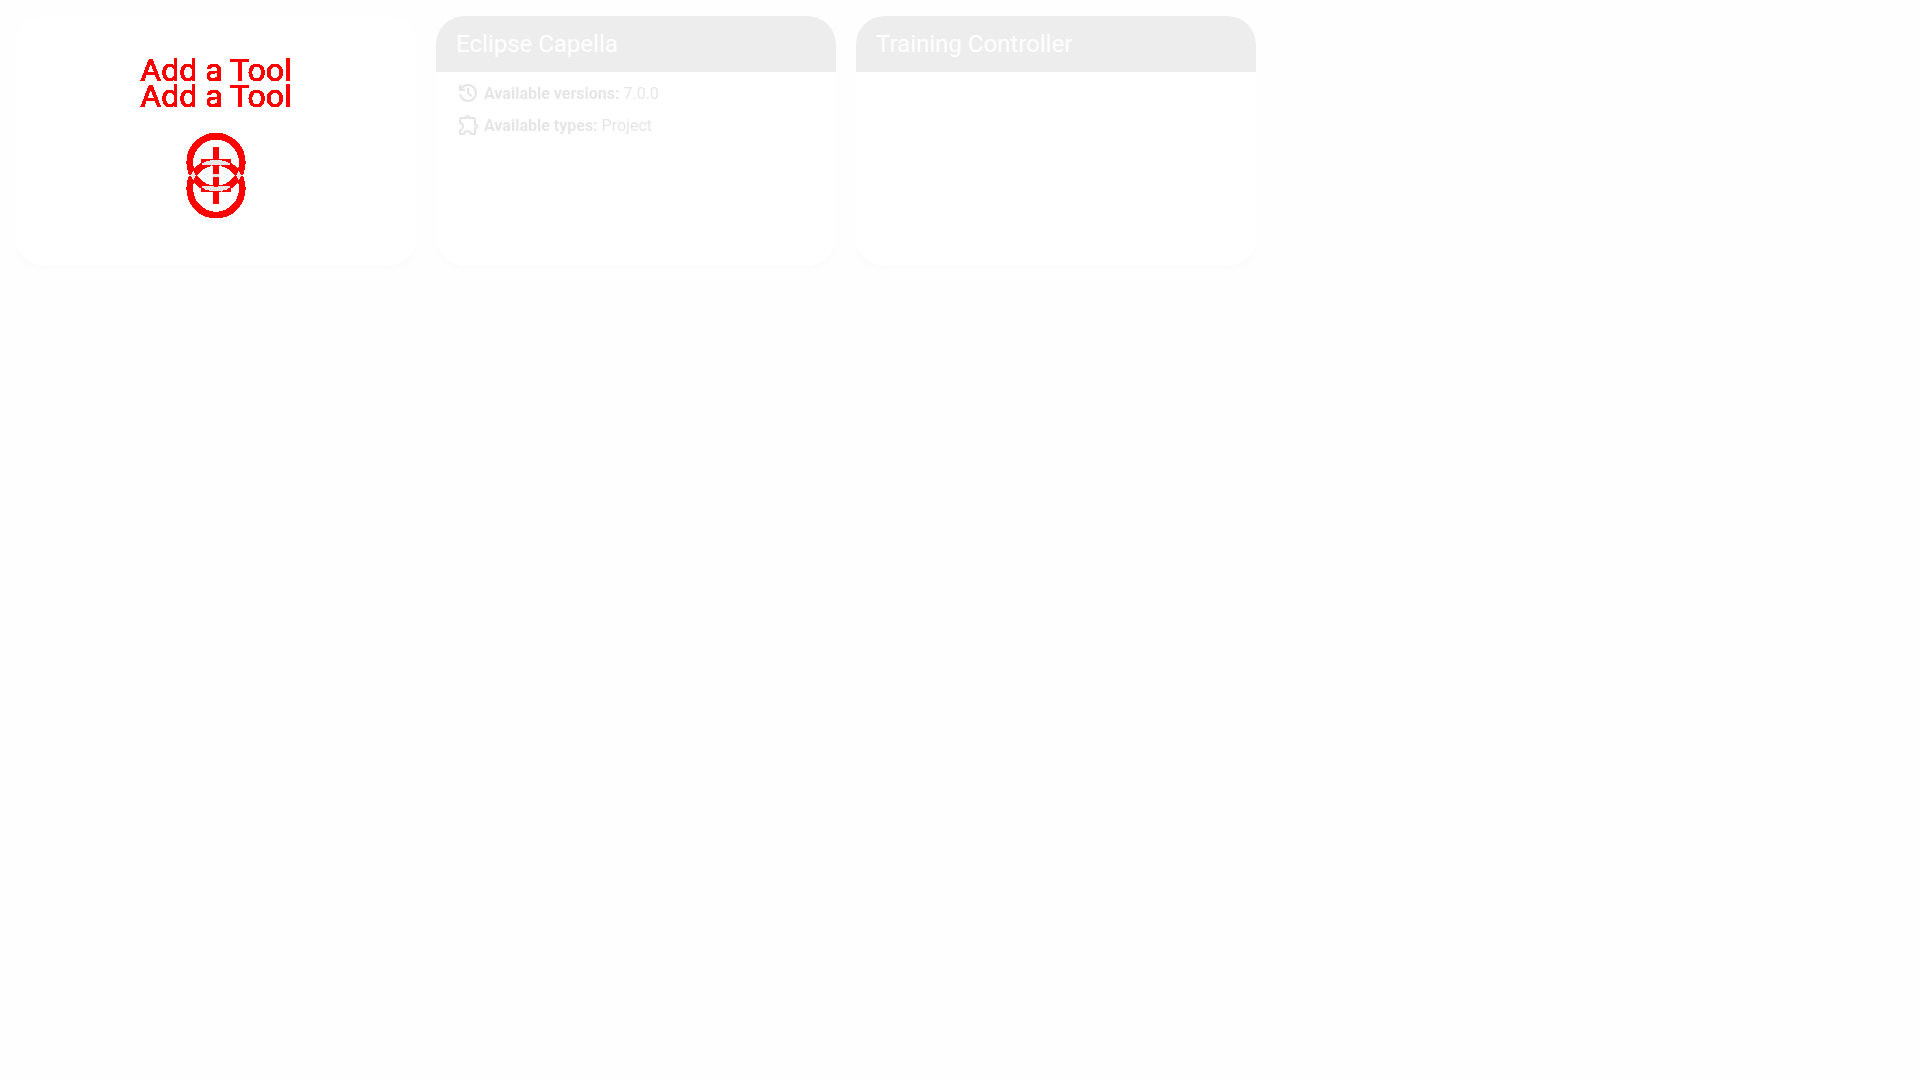 Add a Tool
Add a Tool
Eclipse Capella
Available versions: 7.0.0
Available types: Project
Training Controller